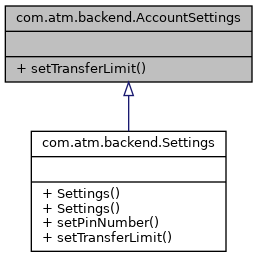 com.atm.backend.AccountSettings
+ setTransferLimit()
com.atm.backend.Settings
+ Settings()
+ Settings()
+ setPinNumber()
+ setTransferLimit()